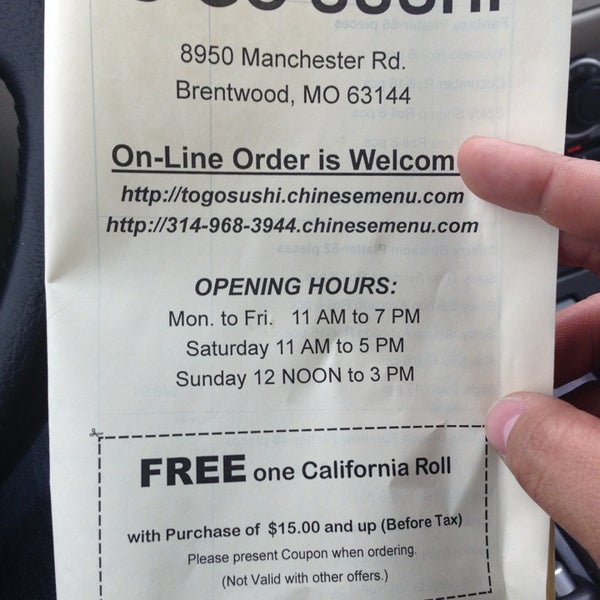 SUSHI
8950 Manchester Rd.
Brentwood, MO 63144
On-Line Order is Welcom
http://togosushi.chinesemenu.com
http://314-968-3944.chinesemenu.com
OPENING HOURS:
Mon. to Fri. 11 AM to 7 PM
Saturday 11 AM to 5 PM
Sunday 12 NOON to 3 PM
FREE one California Roll
with Purchase of $15.00 and up (Before Tax)
Please present Coupon when ordering.
(Not Valid with other offers.)